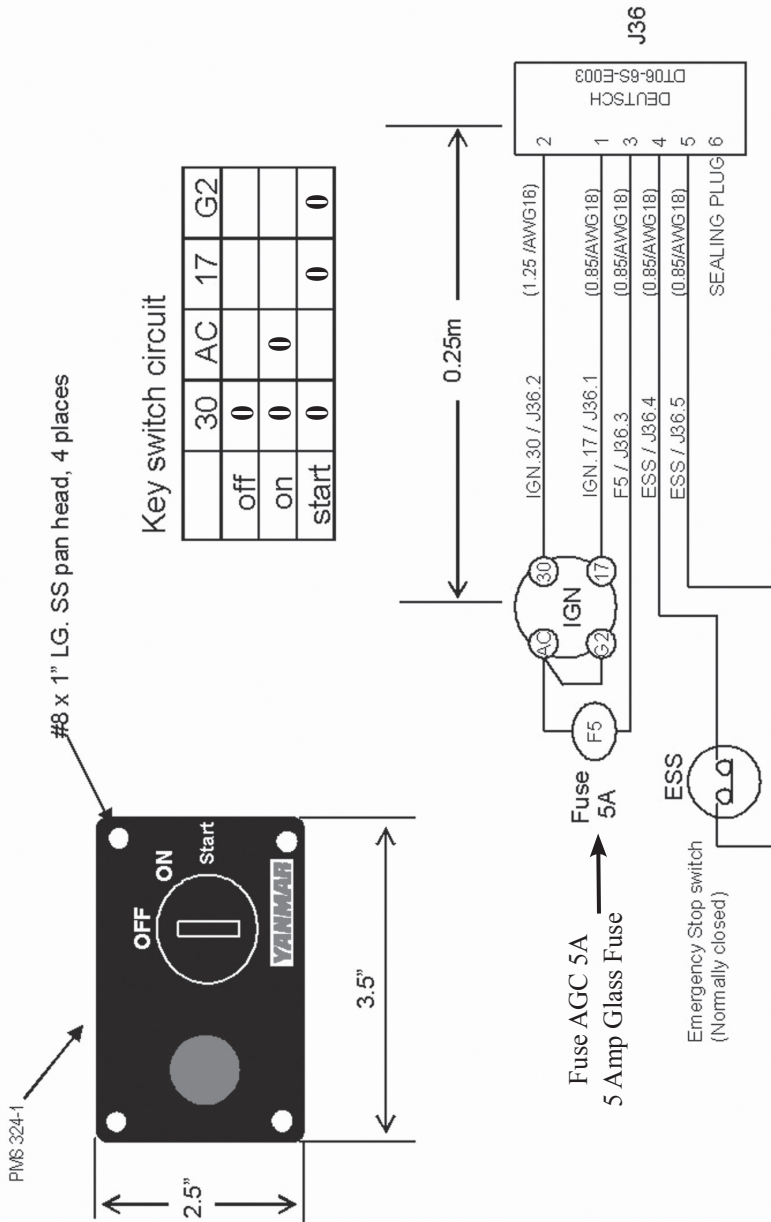 PMS 324-1
#8 x 1” LG. SS pan head, 4 places
OFF
ON
Start
YANMAR
2.5”
3.5”
Key switch circuit
30 AC 17 G2
off 0
on 0 0
start 0 0 0
0.25m
Fuse AGC 5A
5 Amp Glass Fuse
Fuse
5A
F5
AC
30
G2
17
IGN
IGN.30 / J36.2 (1.25 /AWG16) 2
IGN.17 / J36.1 (0.85/AWG18) 1
F5 / J36.3 (0.85/AWG18) 3
ESS / J36.4 (0.85/AWG18) 4
ESS / J36.5 (0.85/AWG18) 5
SEALING PLUG 6
DEUTSCH
DT06-6S-E003
J36
ESS
Emergency Stop switch
(Normally closed)